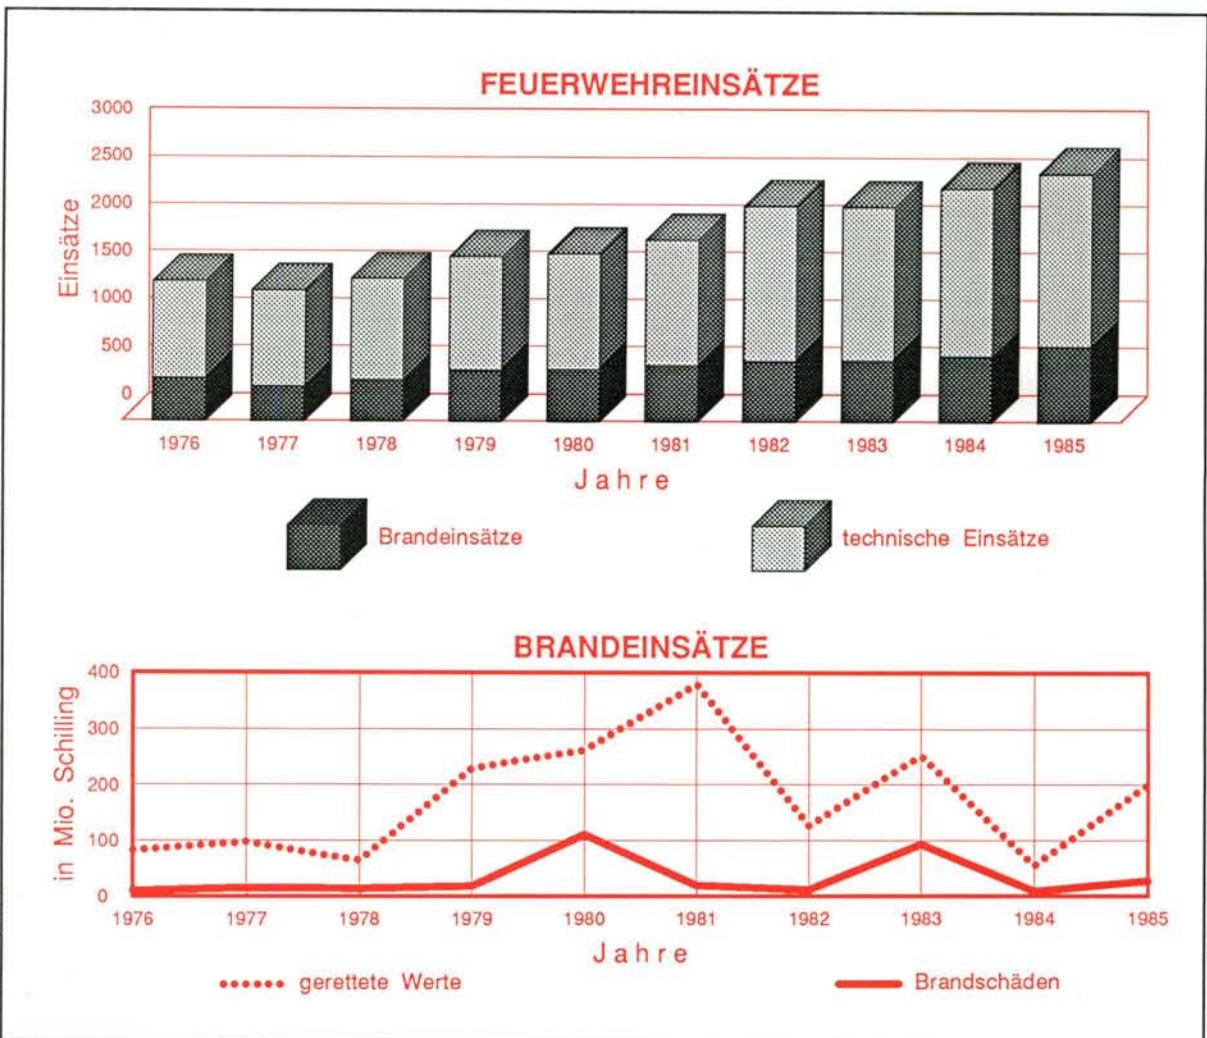 FEUERWEHREINSÄTZE
3000
2500
2000
1500
1000
500
0
Einsätze
1976 1977 1978 1979 1980 1981 1982 1983 1984 1985
Jahre
Brandeinsätze technische Einsätze
BRANDEINSÄTZE
400
300
200
100
0
in Mio. Schilling
1976 1977 1978 1979 1980 1981 1982 1983 1984 1985
Jahre
gerettete Werte Brandschäden